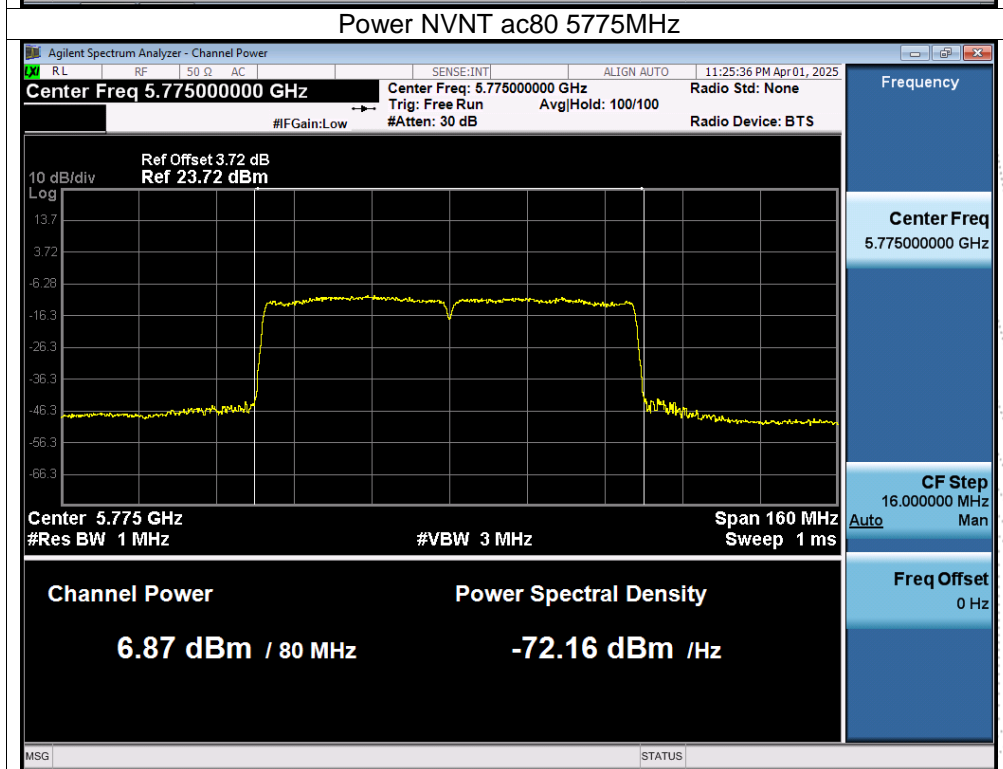 Power NVNT ac80 5775MHz
Agilent Spectrum Analyzer - Channel Power
LXI RL RF 50 Ω AC SENSE:INT ALIGN AUTO 11:25:36 PM Apr 01, 2025
Center Freq 5.775000000 GHz
Center Freq: 5.775000000 GHz Radio Std: None
Trig: Free Run Avg|Hold: 100/100
#IFGain:Low #Atten: 30 dB Radio Device: BTS
Ref Offset 3.72 dB
10 dB/div Ref 23.72 dBm
Log
13.7
3.72
-6.28
-16.3
-26.3
-36.3
-46.3
-56.3
-66.3
Center 5.775 GHz Span 160 MHz
#Res BW 1 MHz #VBW 3 MHz Sweep 1 ms
Channel Power Power Spectral Density
6.87 dBm / 80 MHz -72.16 dBm /Hz
MSG STATUS
Frequency
Center Freq
5.775000000 GHz
CF Step
16.000000 MHz
Auto Man
Freq Offset
0 Hz